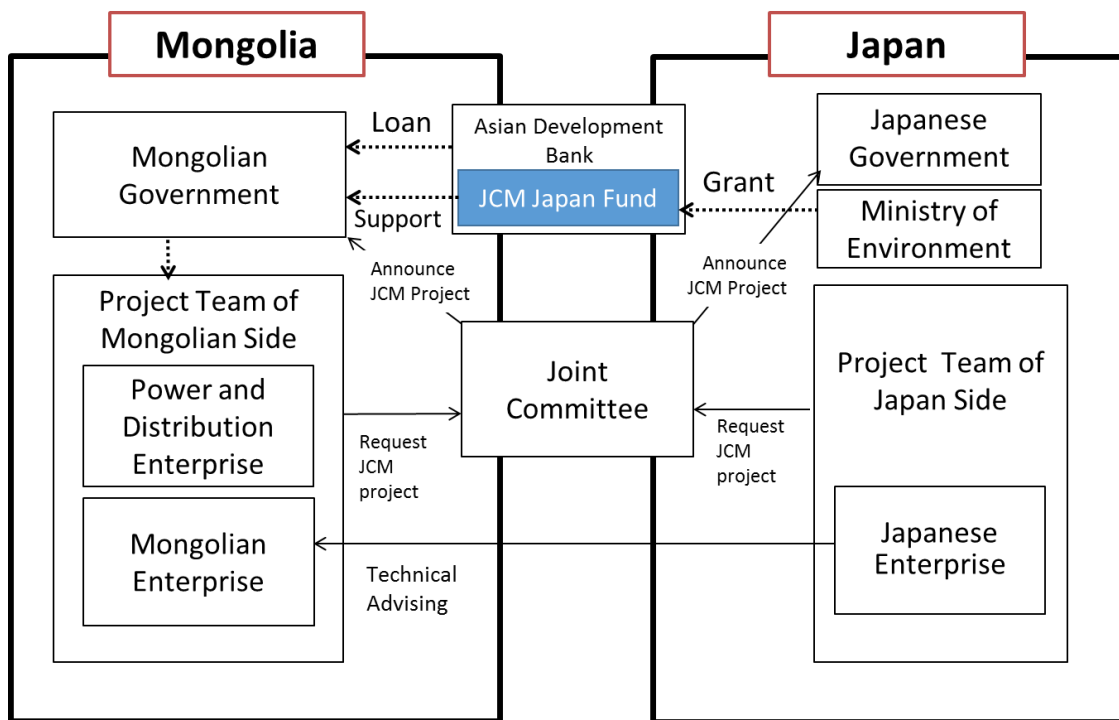 Mongolia
Japan
Mongolian
Government
Loan
Support
Asian Development
Bank
JCM Japan Fund
Grant
Japanese
Government
Ministry of
Environment
Announce
JCM Project
Announce
JCM Project
Project Team of
Mongolian Side
Power and
Distribution
Enterprise
Mongolian
Enterprise
Request
JCM
project
Joint
Committee
Request
JCM
project
Project Team of
Japan Side
Japanese
Enterprise
Technical
Advising